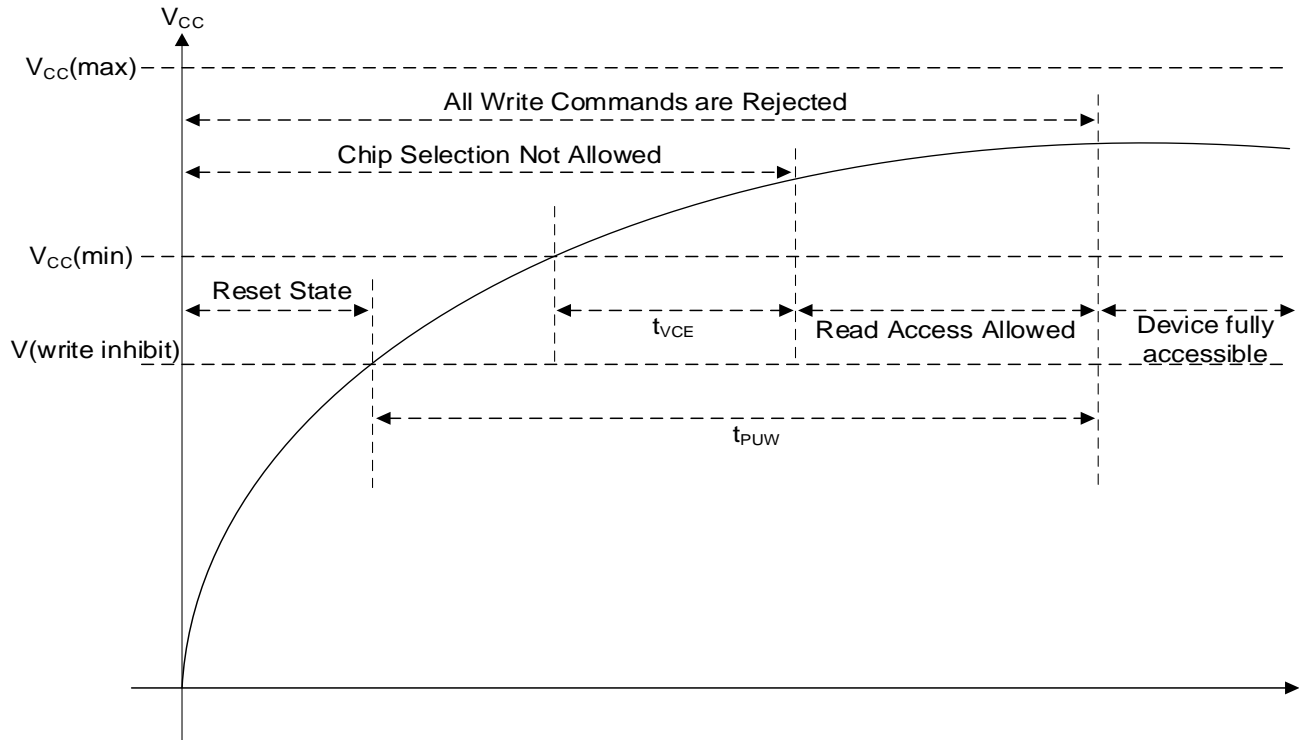 VCC
VCC(max)
All Write Commands are Rejected
Chip Selection Not Allowed
VCC(min)
Reset State
tVCE
Read Access Allowed
Device fully
accessible
V(write inhibit)
tPUW